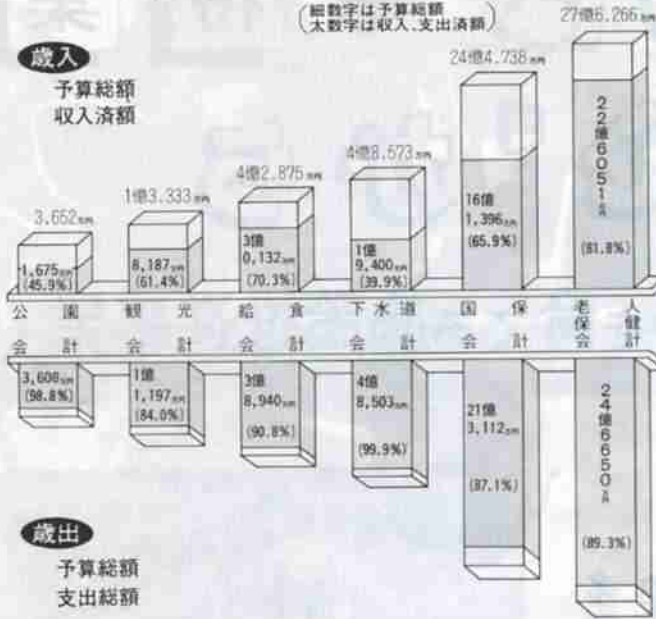 (細数字は予算総額
太数字は収入、支出済額)
歳入
予算総額
収入済額
3,652万円
1億3,333万円
4億2,875万円
4億8,573万円
24億4,738万円
27億6,266万円
1,675万円
(45.9%)
8,187万円
(61.4%)
3億
0,132万円
(70.3%)
1億
9,400万円
(39.9%)
16億
1,396万円
(65.9%)
22億6051万円
(81.8%)
公園会計
観光会計
給食会計
下水道会計
国保会計
老人保健会計
3,608万円
(98.8%)
1億
1,197万円
(84.0%)
3億
8,940万円
(90.8%)
4億
8,503万円
(99.9%)
21億
3,112万円
(87.1%)
24億6650万円
(89.3%)
歳出
予算総額
支出総額